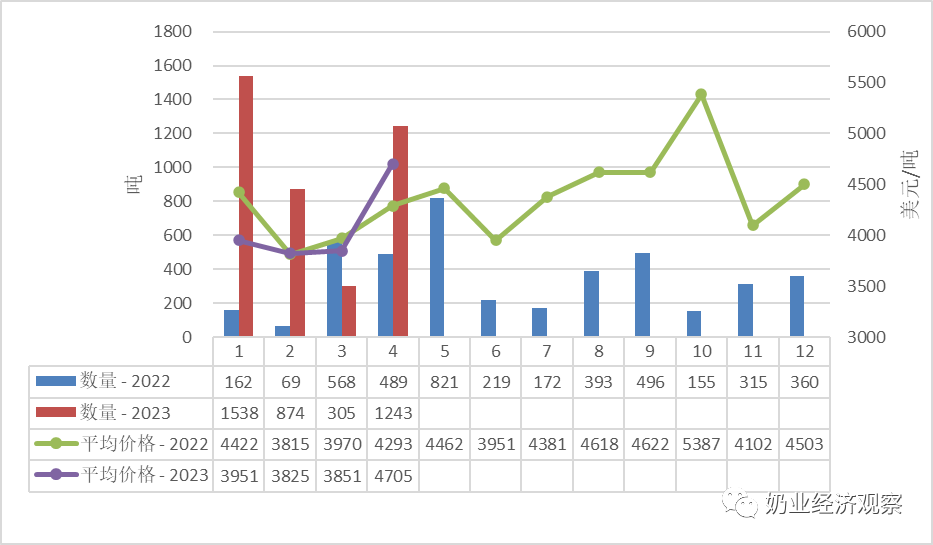 1800 6000
1600 5500
1400
1200 5000
1000
800 4500
600 4000
400 3500
200
0 3000
吨
美元/吨
1 2 3 4 5 6 7 8 9 10 11 12
数量 - 2022 162 69 568 489 821 219 172 393 496 155 315 360
数量 - 2023 1538 874 305 1243
平均价格 - 2022 4422 3815 3970 4293 4462 3951 4381 4618 4622 5387 4102 4503
平均价格 - 2023 3951 3825 3851 4705
奶业经济观察